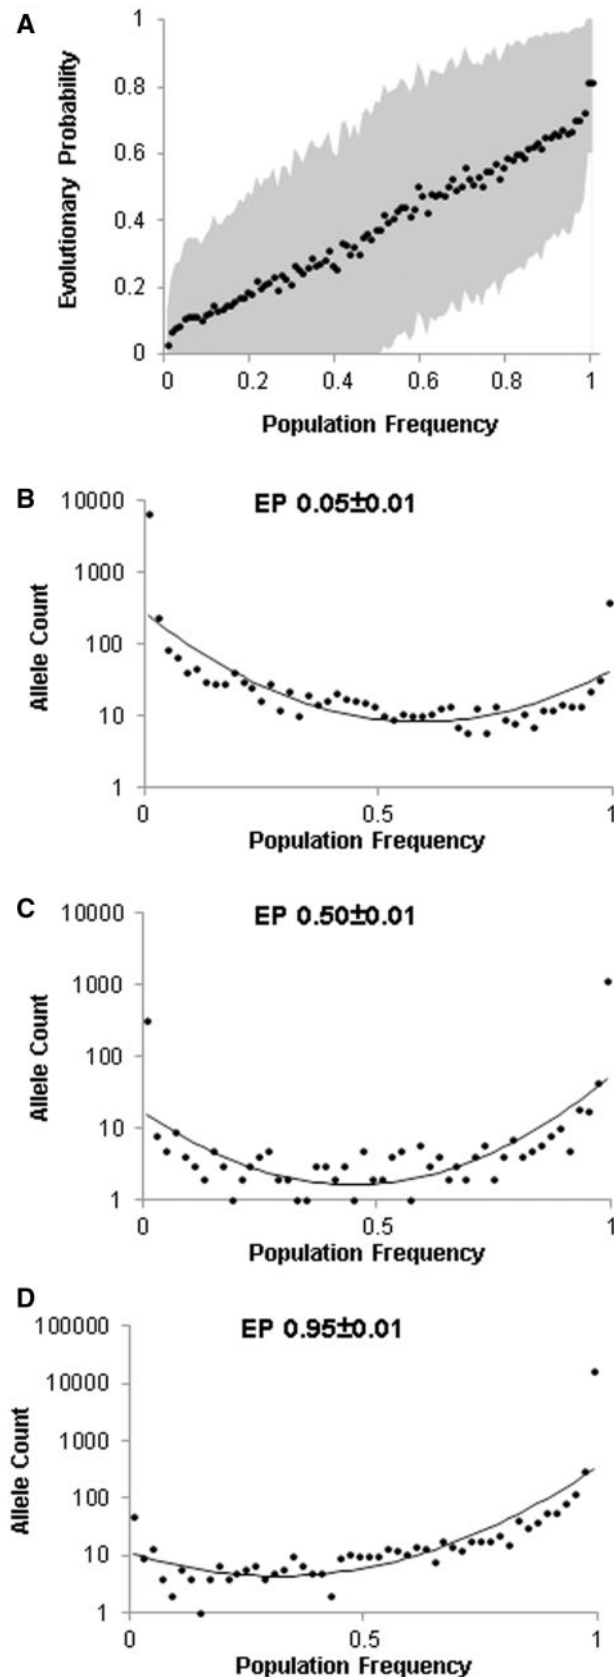 A
Evolutionary Probability
1
0.8
0.6
0.4
0.2
0
0 0.2 0.4 0.6 0.8 1
Population Frequency
B
EP 0.05±0.01
Allele Count
10000
1000
100
10
1
0 0.5 1
Population Frequency
C
EP 0.50±0.01
Allele Count
10000
1000
100
10
1
0 0.5 1
Population Frequency
D
EP 0.95±0.01
Allele Count
100000
10000
1000
100
10
1
0 0.5 1
Population Frequency